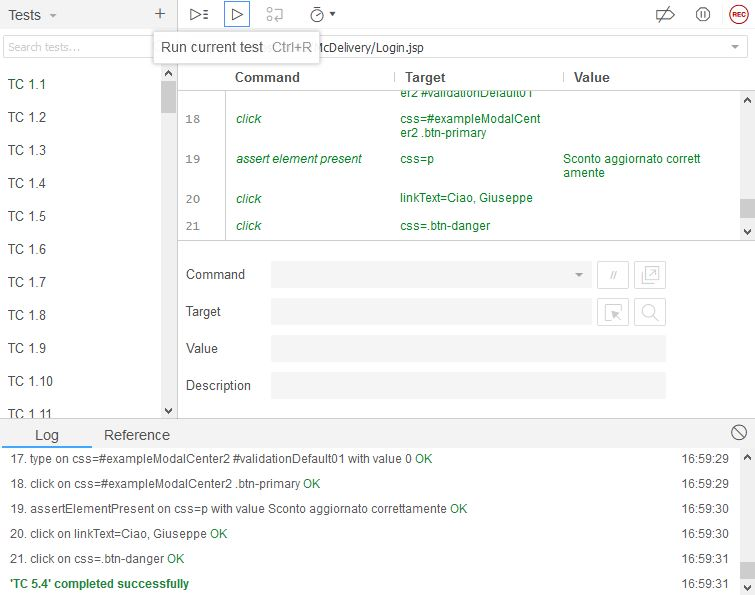 Tests
REC
Search tests...
Run current test Ctrl+R
McDelivery/Login.jsp
Command Target Value
TC 1.1
TC 1.2
TC 1.3
TC 1.4
TC 1.5
TC 1.6
TC 1.7
TC 1.8
TC 1.9
TC 1.10
TC 1.11
er2 #validationDefault01
18 click css=#exampleModalCent
er2 .btn-primary
19 assert element present css=p Sconto aggiornato corrett
amente
20 click linkText=Ciao, Giuseppe
21 click css=.btn-danger
Command
//
Target
Value
Description
Log Reference
17. type on css=#exampleModalCenter2 #validationDefault01 with value 0 OK 16:59:29
18. click on css=#exampleModalCenter2 .btn-primary OK 16:59:29
19. assertElementPresent on css=p with value Sconto aggiornato correttamente OK 16:59:30
20. click on linkText=Ciao, Giuseppe OK 16:59:30
21. click on css=.btn-danger OK 16:59:31
'TC 5.4' completed successfully 16:59:31